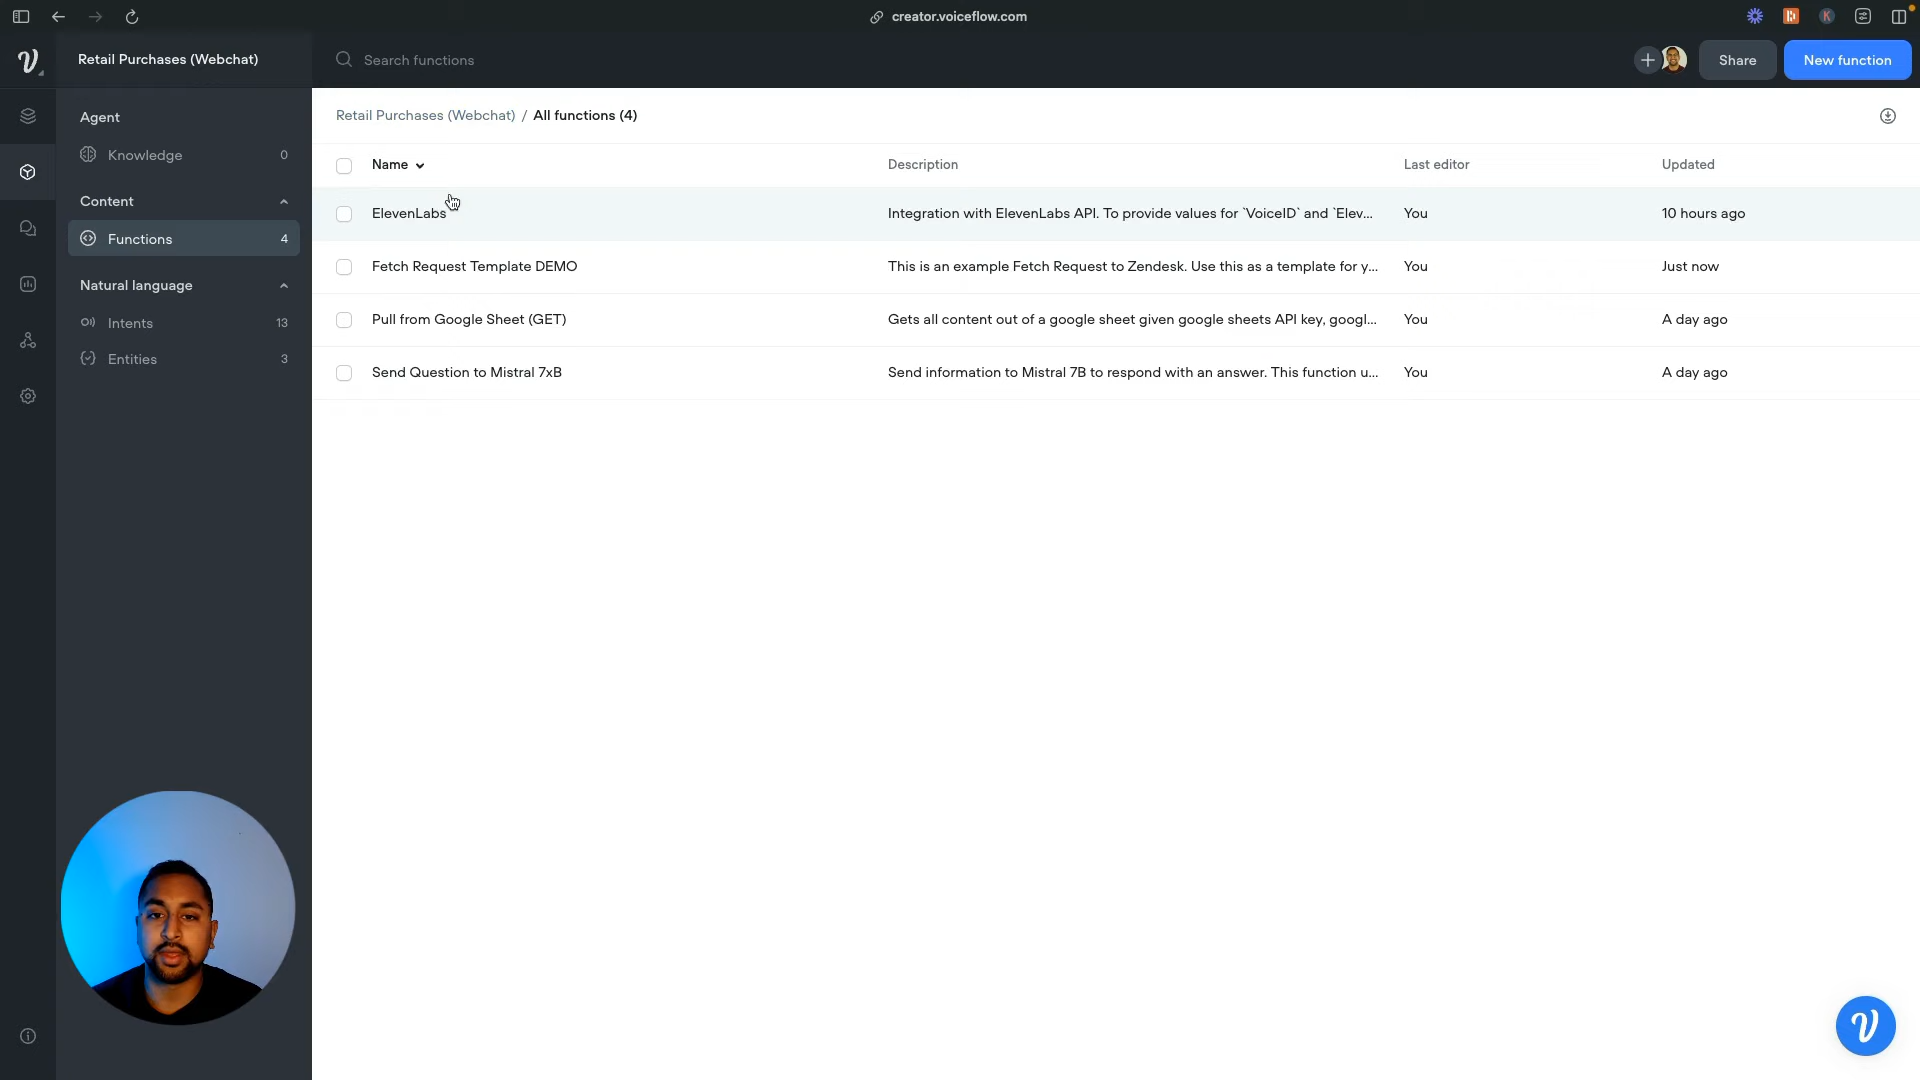 creator.voiceflow.com
K
Retail Purchases (Webchat)
Search functions
Share
New function
Agent
Knowledge 0
Content
Functions 4
Natural language
Intents 13
Entities 3
Retail Purchases (Webchat) / All functions (4)
Name Description Last editor Updated
ElevenLabs Integration with ElevenLabs API. To provide values for `VoiceID` and `Elev... You 10 hours ago
Fetch Request Template DEMO This is an example Fetch Request to Zendesk. Use this as a template for y... You Just now
Pull from Google Sheet (GET) Gets all content out of a google sheet given google sheets API key, googl... You A day ago
Send Question to Mistral 7xB Send information to Mistral 7B to respond with an answer. This function u... You A day ago